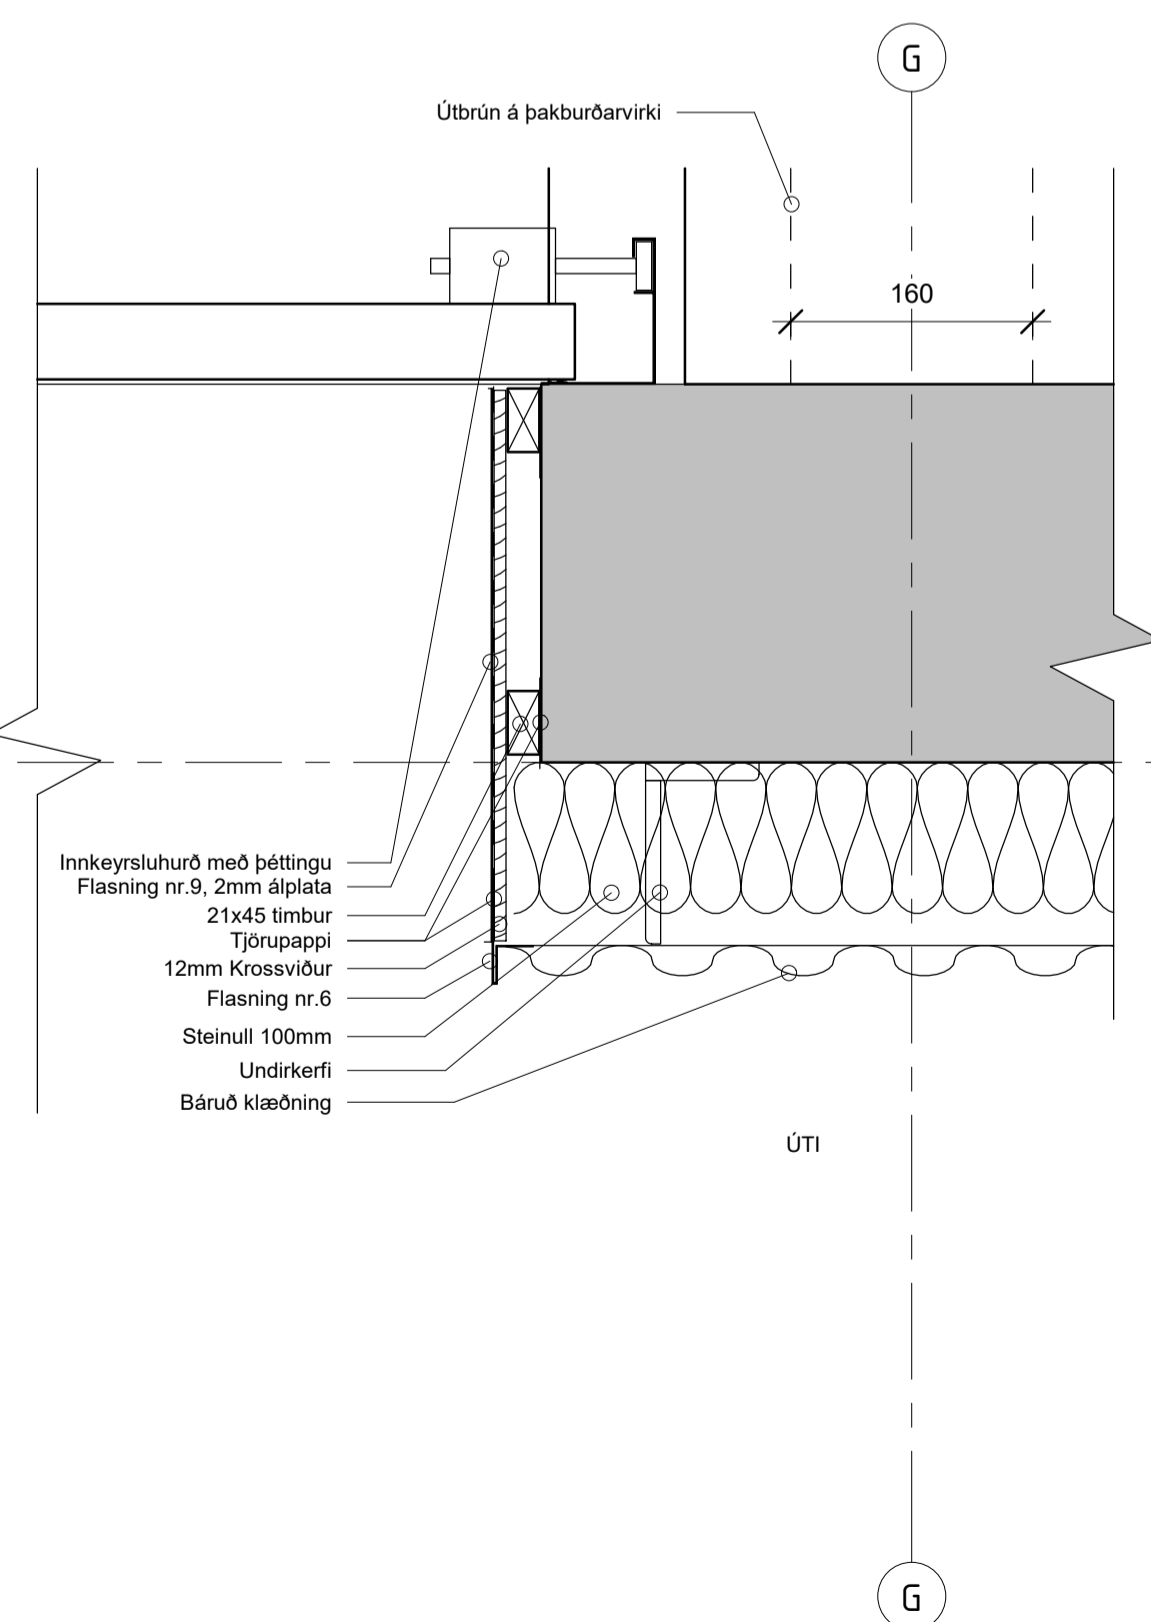 G
Útbrún á þakburðarvirki
160
Innkeyrsluhurð með þéttingu
Flasning nr.9, 2mm álplata
21x45 timbur
Tjörupappi
12mm Krossviður
Flasning nr.6
Steinull 100mm
Undirkerfi
Báruð klæðning
ÚTI
G